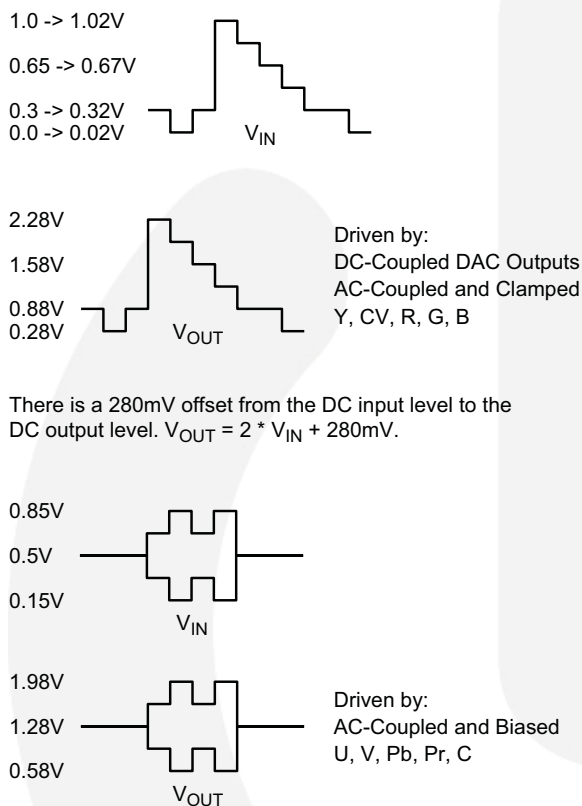 1.0 -> 1.02V
0.65 -> 0.67V
0.3 -> 0.32V
0.0 -> 0.02V
VIN
2.28V
1.58V
0.88V
0.28V
VOUT
Driven by:
DC-Coupled DAC Outputs
AC-Coupled and Clamped
Y, CV, R, G, B
There is a 280mV offset from the DC input level to the
DC output level. VOUT = 2 * VIN + 280mV.
0.85V
0.5V
0.15V
VIN
1.98V
1.28V
0.58V
VOUT
Driven by:
AC-Coupled and Biased
U, V, Pb, Pr, C